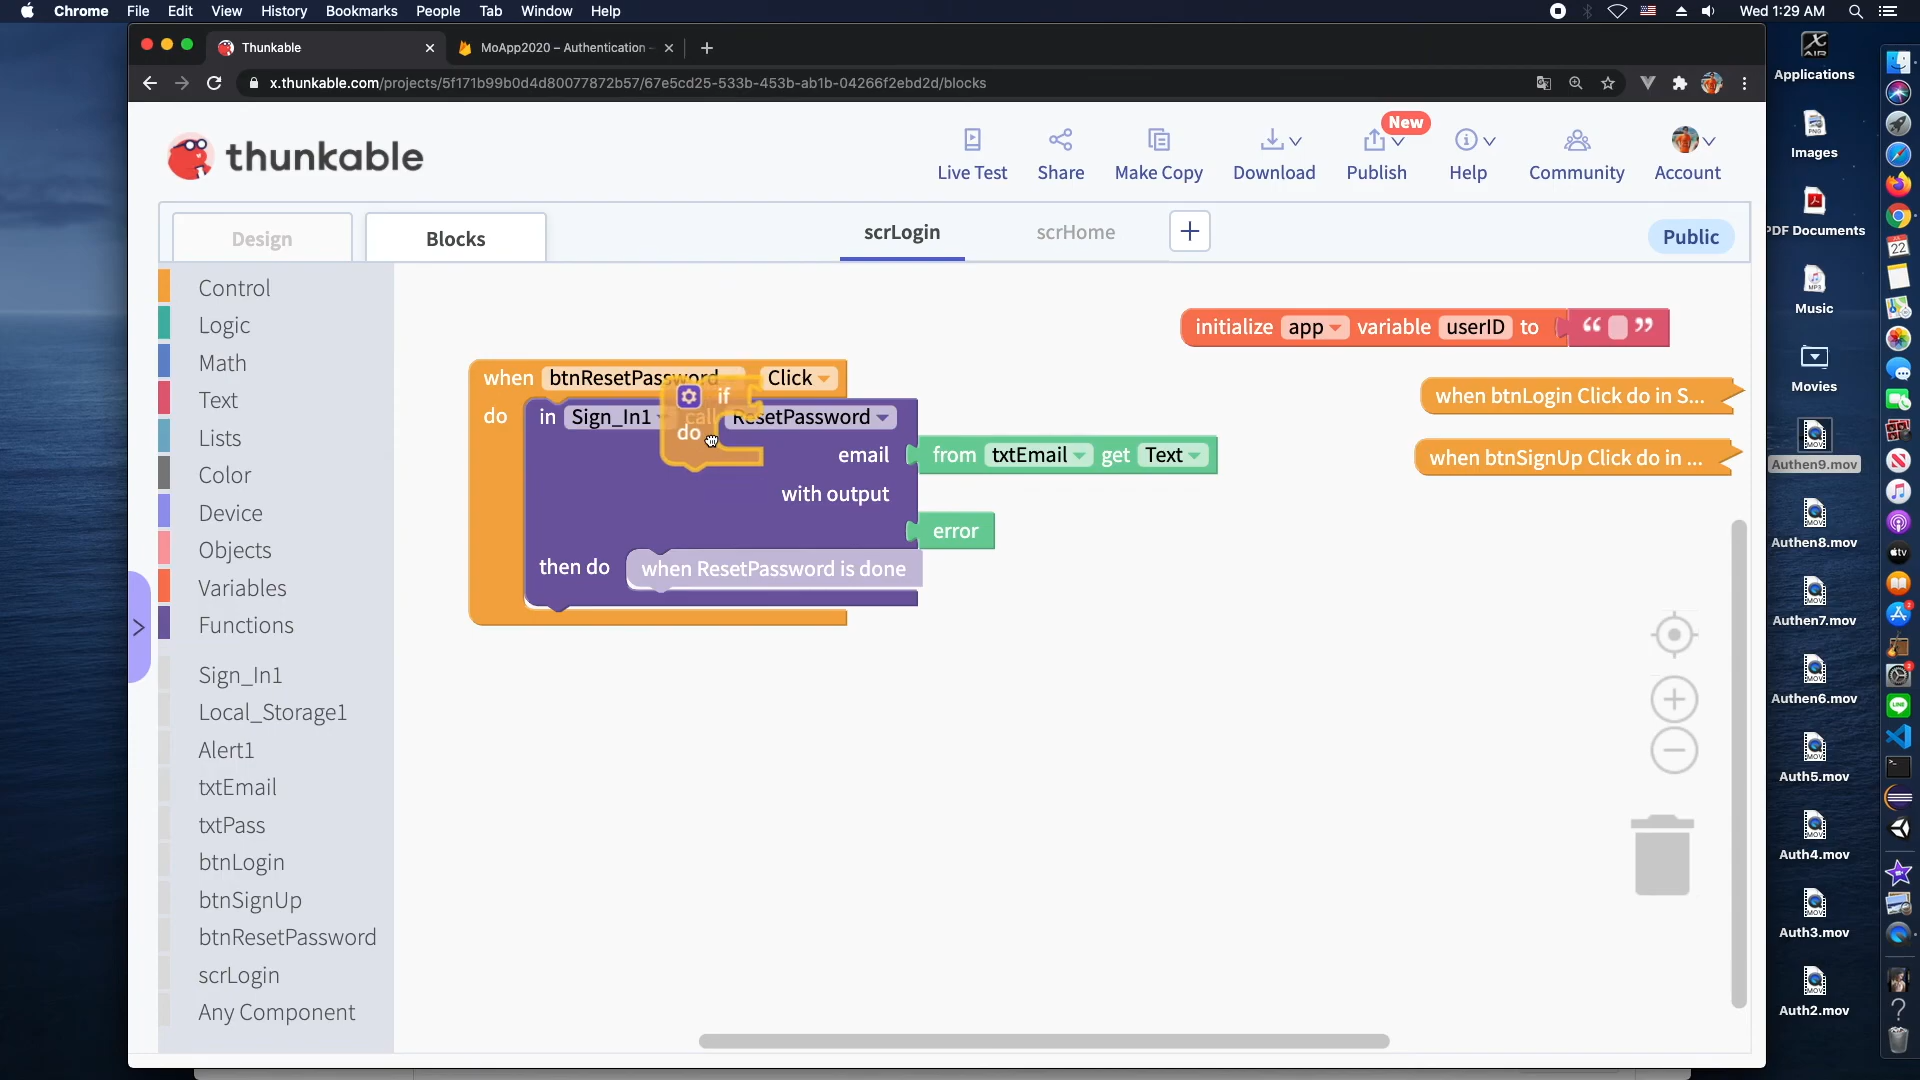 Chrome File Edit View History Bookmarks People Tab Window Help
Wed 1:29 AM
Thunkable
MoApp2020 – Authentication
x.thunkable.com/projects/5f171b99b0d4d80077872b57/67e5cd25-533b-453b-ab1b-04266f2ebd2d/blocks
thunkable
Live Test
Share
Make Copy
Download
New
Publish
Help
Community
Account
Design
Blocks
scrLogin
scrHome
Public
Control
Logic
Math
Text
Lists
Color
Device
Objects
Variables
Functions
Sign_In1
Local_Storage1
Alert1
txtEmail
txtPass
btnLogin
btnSignUp
btnResetPassword
scrLogin
Any Component
initialize app variable userID to “ ”
when btnResetPassword Click
do in Sign_In1 call ResetPassword
if
do
email from txtEmail get Text
with output
error
then do when ResetPassword is done
when btnLogin Click do in S...
when btnSignUp Click do in ...
Applications
Images
PDF Documents
Music
Movies
Authen9.mov
Authen8.mov
Authen7.mov
Authen6.mov
Auth5.mov
Auth4.mov
Auth3.mov
Auth2.mov